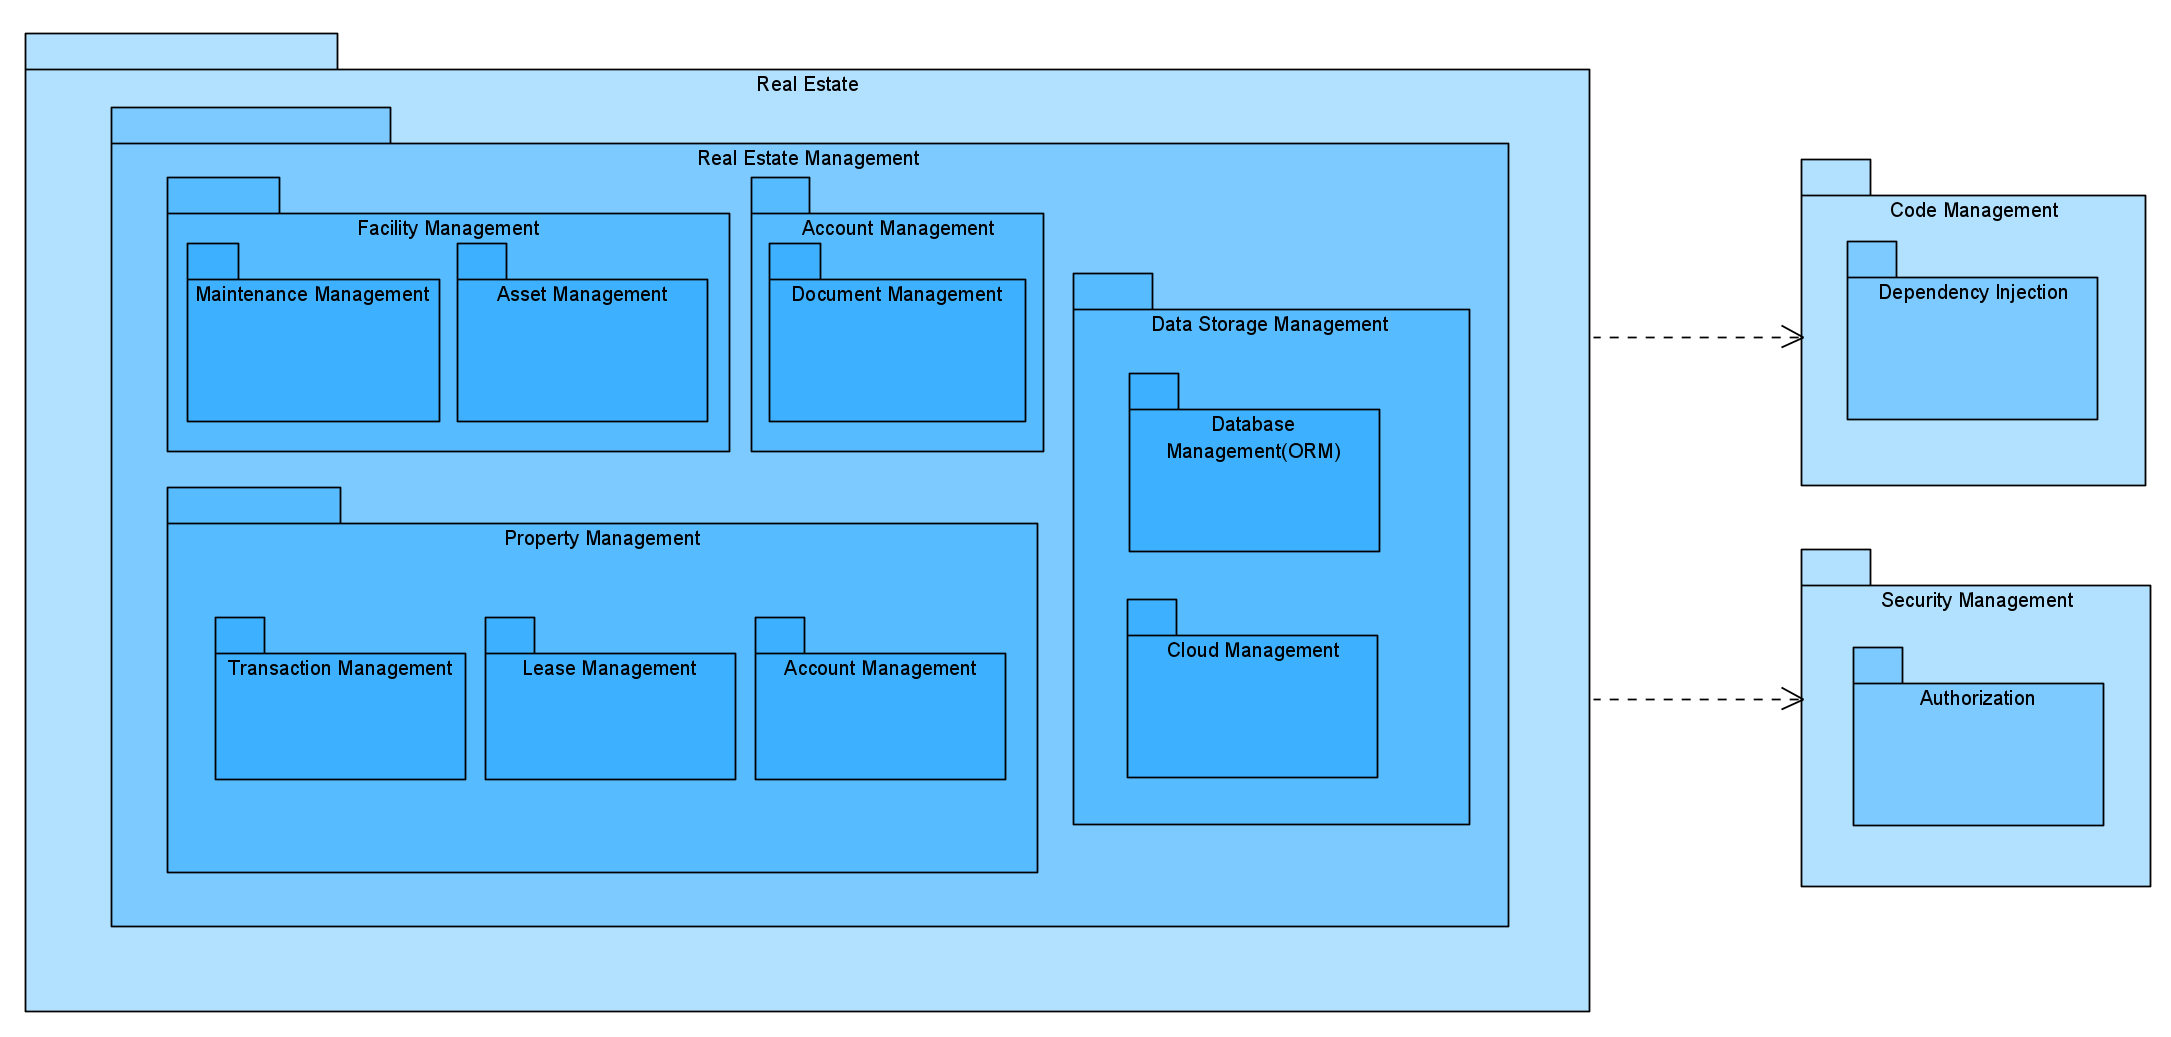 Real Estate
Real Estate Management
Facility Management
Maintenance Management
Asset Management
Account Management
Document Management
Property Management
Transaction Management
Lease Management
Account Management
Data Storage Management
Database
Management(ORM)
Cloud Management
Code Management
Dependency Injection
Security Management
Authorization